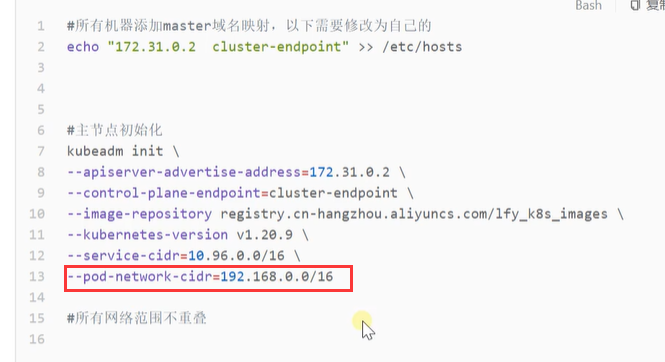 Bash
复制
1 #所有机器添加master域名映射，以下需要修改为自己的
2 echo "172.31.0.2  cluster-endpoint" >> /etc/hosts
3
4
5
6 #主节点初始化
7 kubeadm init \
8 --apiserver-advertise-address=172.31.0.2 \
9 --control-plane-endpoint=cluster-endpoint \
10 --image-repository registry.cn-hangzhou.aliyuncs.com/lfy_k8s_images \
11 --kubernetes-version v1.20.9 \
12 --service-cidr=10.96.0.0/16 \
13 --pod-network-cidr=192.168.0.0/16
14
15 #所有网络范围不重叠
16